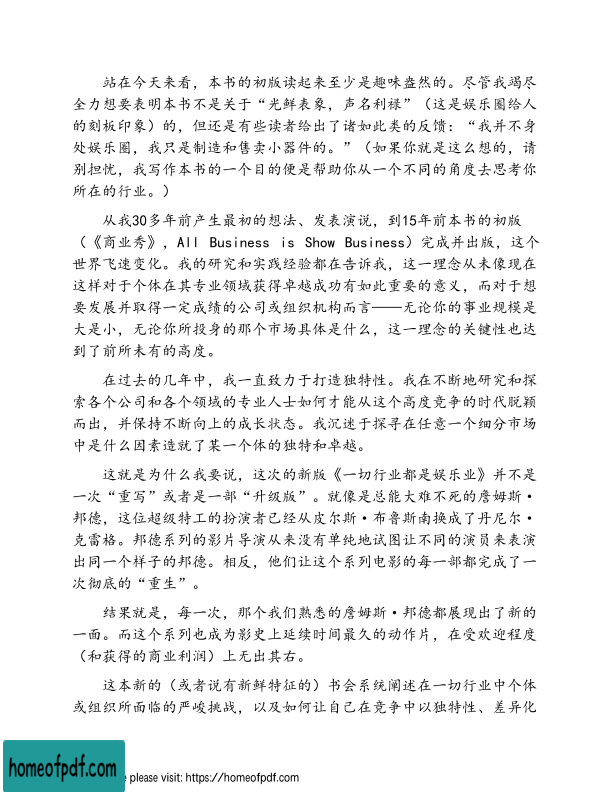 站在今天来看，本书的初版读起来至少是趣味盎然的。尽管我竭尽
全力想要表明本书不是关于“光鲜表象，声名利禄”（这是娱乐圈给人
的刻板印象）的，但还是有些读者给出了诸如此类的反馈：“我并不身
处娱乐圈，我只是制造和售卖小器件的。”（如果你就是这么想的，请
别担忧，我写作本书的一个目的便是帮助你从一个不同的角度去思考你
所在的行业。）
从我30多年前产生最初的想法、发表演说，到15年前本书的初版
（《商业秀》，All Business is Show Business）完成并出版，这个
世界飞速变化。我的研究和实践经验都在告诉我，这一理念从未像现在
这样对于个体在其专业领域获得卓越成功有如此重要的意义，而对于想
要发展并取得一定成绩的公司或组织机构而言——无论你的事业规模是
大是小，无论你所投身的那个市场具体是什么，这一理念的关键性也达
到了前所未有的高度。
在过去的几年中，我一直致力于打造独特性。我在不断地研究和探
索各个公司和各个领域的专业人士如何才能从这个高度竞争的时代脱颖
而出，并保持不断向上的成长状态。我沉迷于探寻在任意一个细分市场
中是什么因素造就了某一个体的独特和卓越。
这就是为什么我要说，这次的新版《一切行业都是娱乐业》并不是
一次“重写”或者是一部“升级版”。就像是总能大难不死的詹姆斯·
邦德，这位超级特工的扮演者已经从皮尔斯·布鲁斯南换成了丹尼尔·
克雷格。邦德系列的影片导演从来没有单纯地试图让不同的演员来表演
出同一个样子的邦德。相反，他们让这个系列电影的每一部都完成了一
次彻底的“重生”。
结果就是，每一次，那个我们熟悉的詹姆斯·邦德都展现出了新的
一面。而这个系列也成为影史上延续时间最久的动作片，在受欢迎程度
（和获得的商业利润）上无出其右。
这本新的（或者说有新鲜特征的）书会系统阐述在一切行业中个体
或组织所面临的严峻挑战，以及如何让自己在竞争中以独特性、差异化
homeofpdf.com
please visit: https://homeofpdf.com